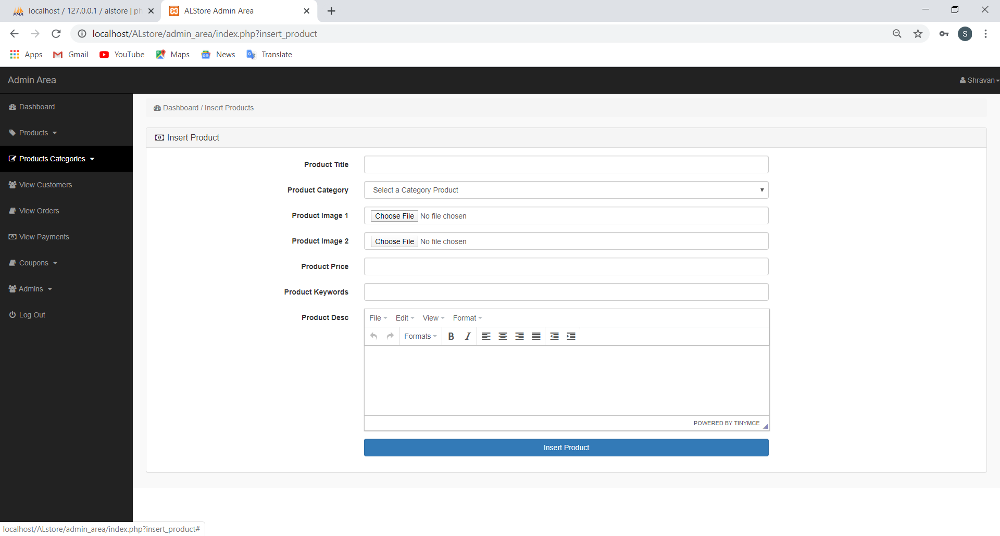 localhost / 127.0.0.1 / alstore | ph
ALStore Admin Area
localhost/ALstore/admin_area/index.php?insert_product
S
Apps
Gmail
YouTube
Maps
News
Translate
Admin Area
Shravan
Dashboard
Products
Products Categories
View Customers
View Orders
View Payments
Coupons
Admins
Log Out
Dashboard / Insert Products
Insert Product
Product Title
Product Category
Select a Category Product
Product Image 1
Choose File No file chosen
Product Image 2
Choose File No file chosen
Product Price
Product Keywords
Product Desc
File Edit View Format
Formats B I
POWERED BY TINYMCE
Insert Product
localhost/ALstore/admin_area/index.php?insert_product#